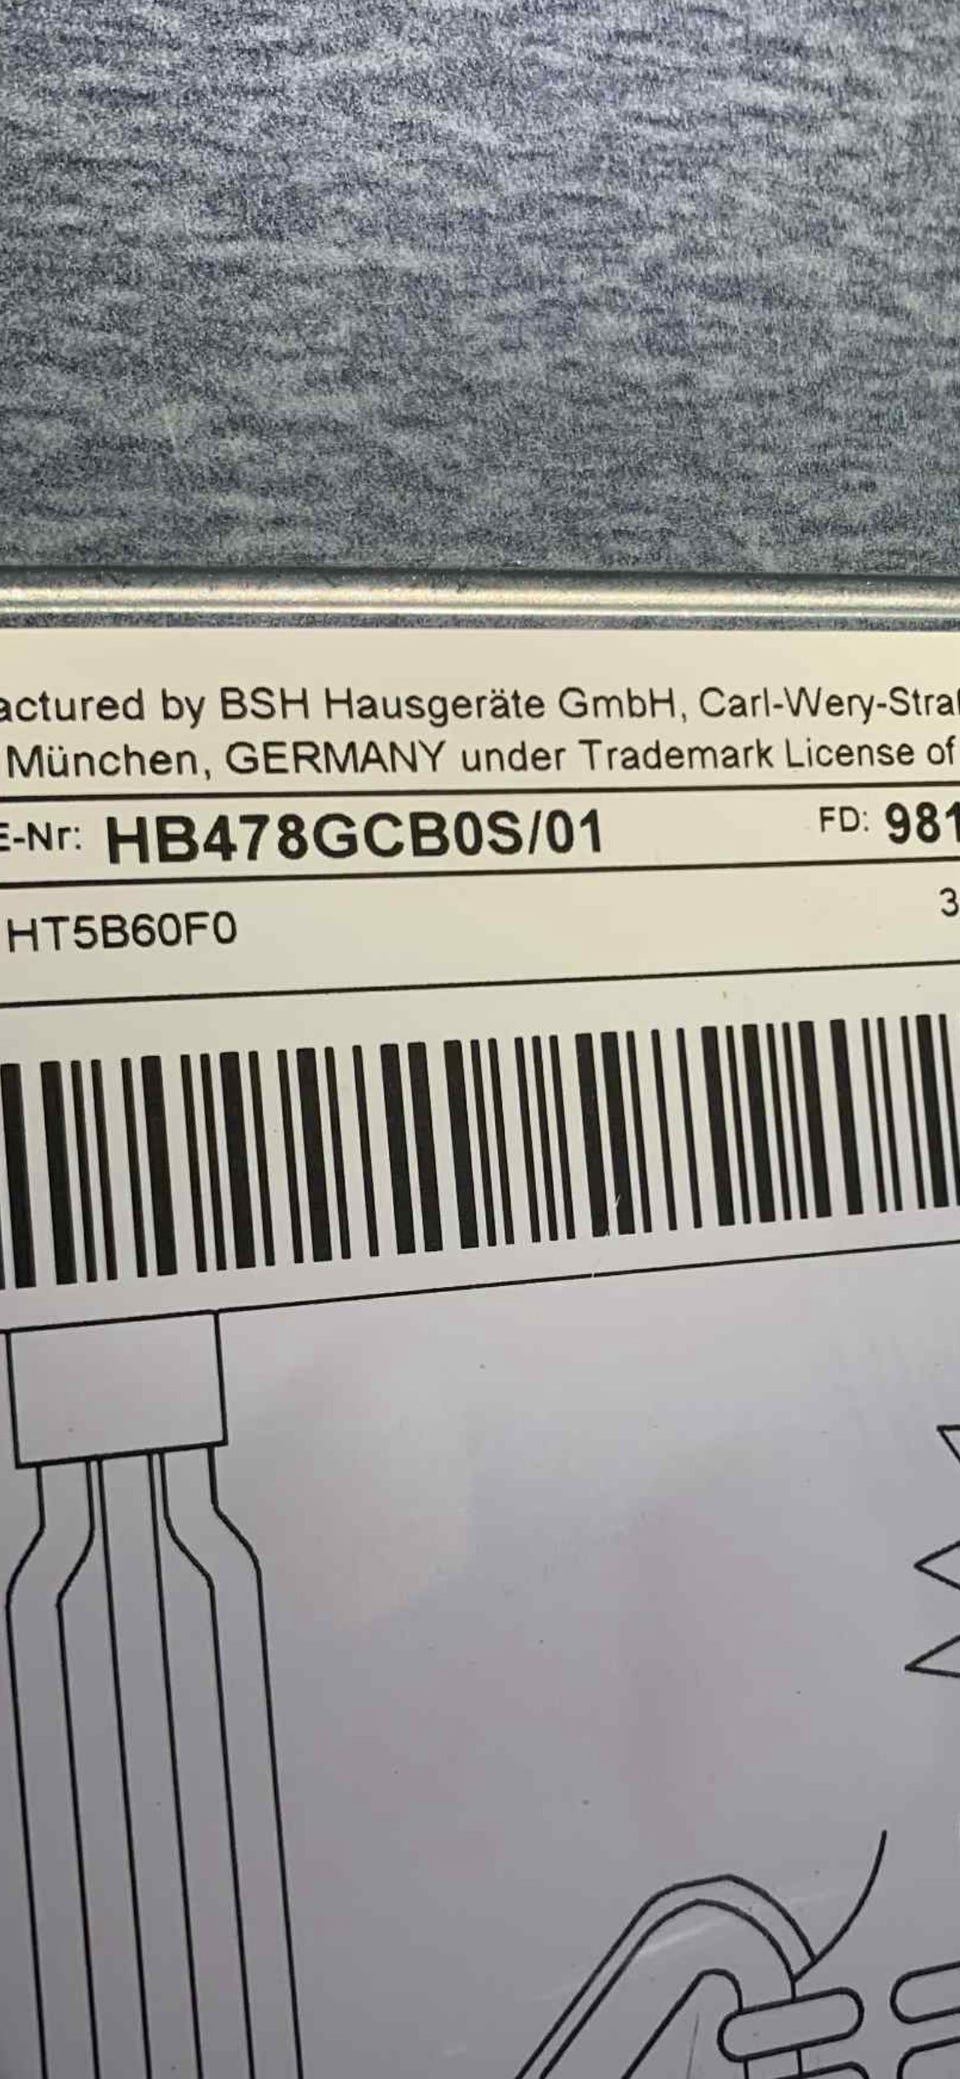 actured by BSH Hausgeräte GmbH, Carl-Wery-Stra
München, GERMANY under Trademark License of
E-Nr: HB478GCB0S/01 FD: 981
HT5B60F0 3